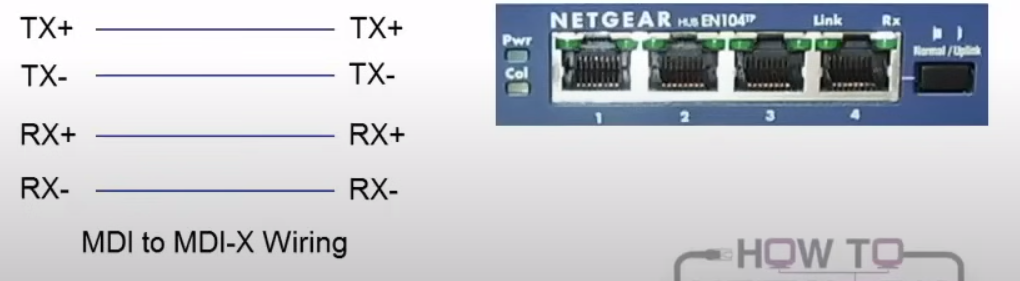 TX+ TX+
TX- TX-
RX+ RX+
RX- RX-
MDI to MDI-X Wiring
NETGEAR HUB EN104TP Link Rx
Pwr
Normal / Uplink
Col
1 2 3 4
HOW TO